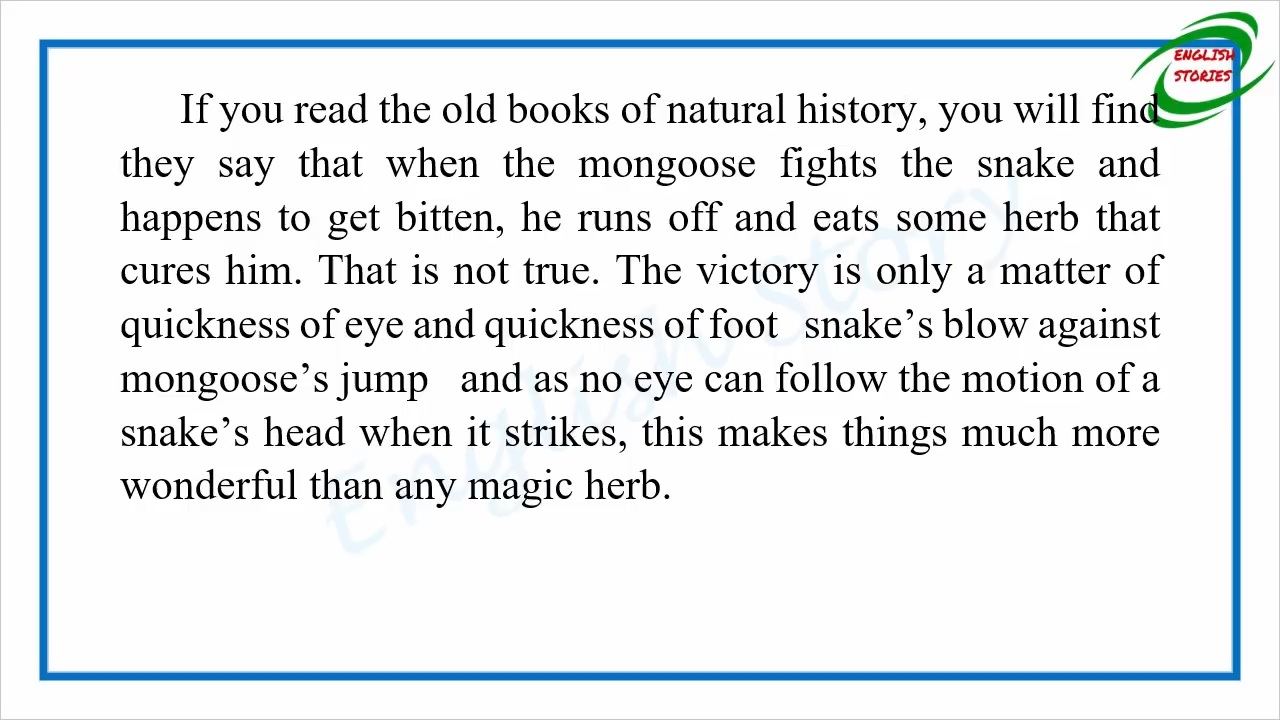 ENGLISH
STORIES
If you read the old books of natural history, you will find
they say that when the mongoose fights the snake and
happens to get bitten, he runs off and eats some herb that
cures him. That is not true. The victory is only a matter of
quickness of eye and quickness of foot   snake’s blow against
mongoose’s jump   and as no eye can follow the motion of a
snake’s head when it strikes, this makes things much more
wonderful than any magic herb.
English Story